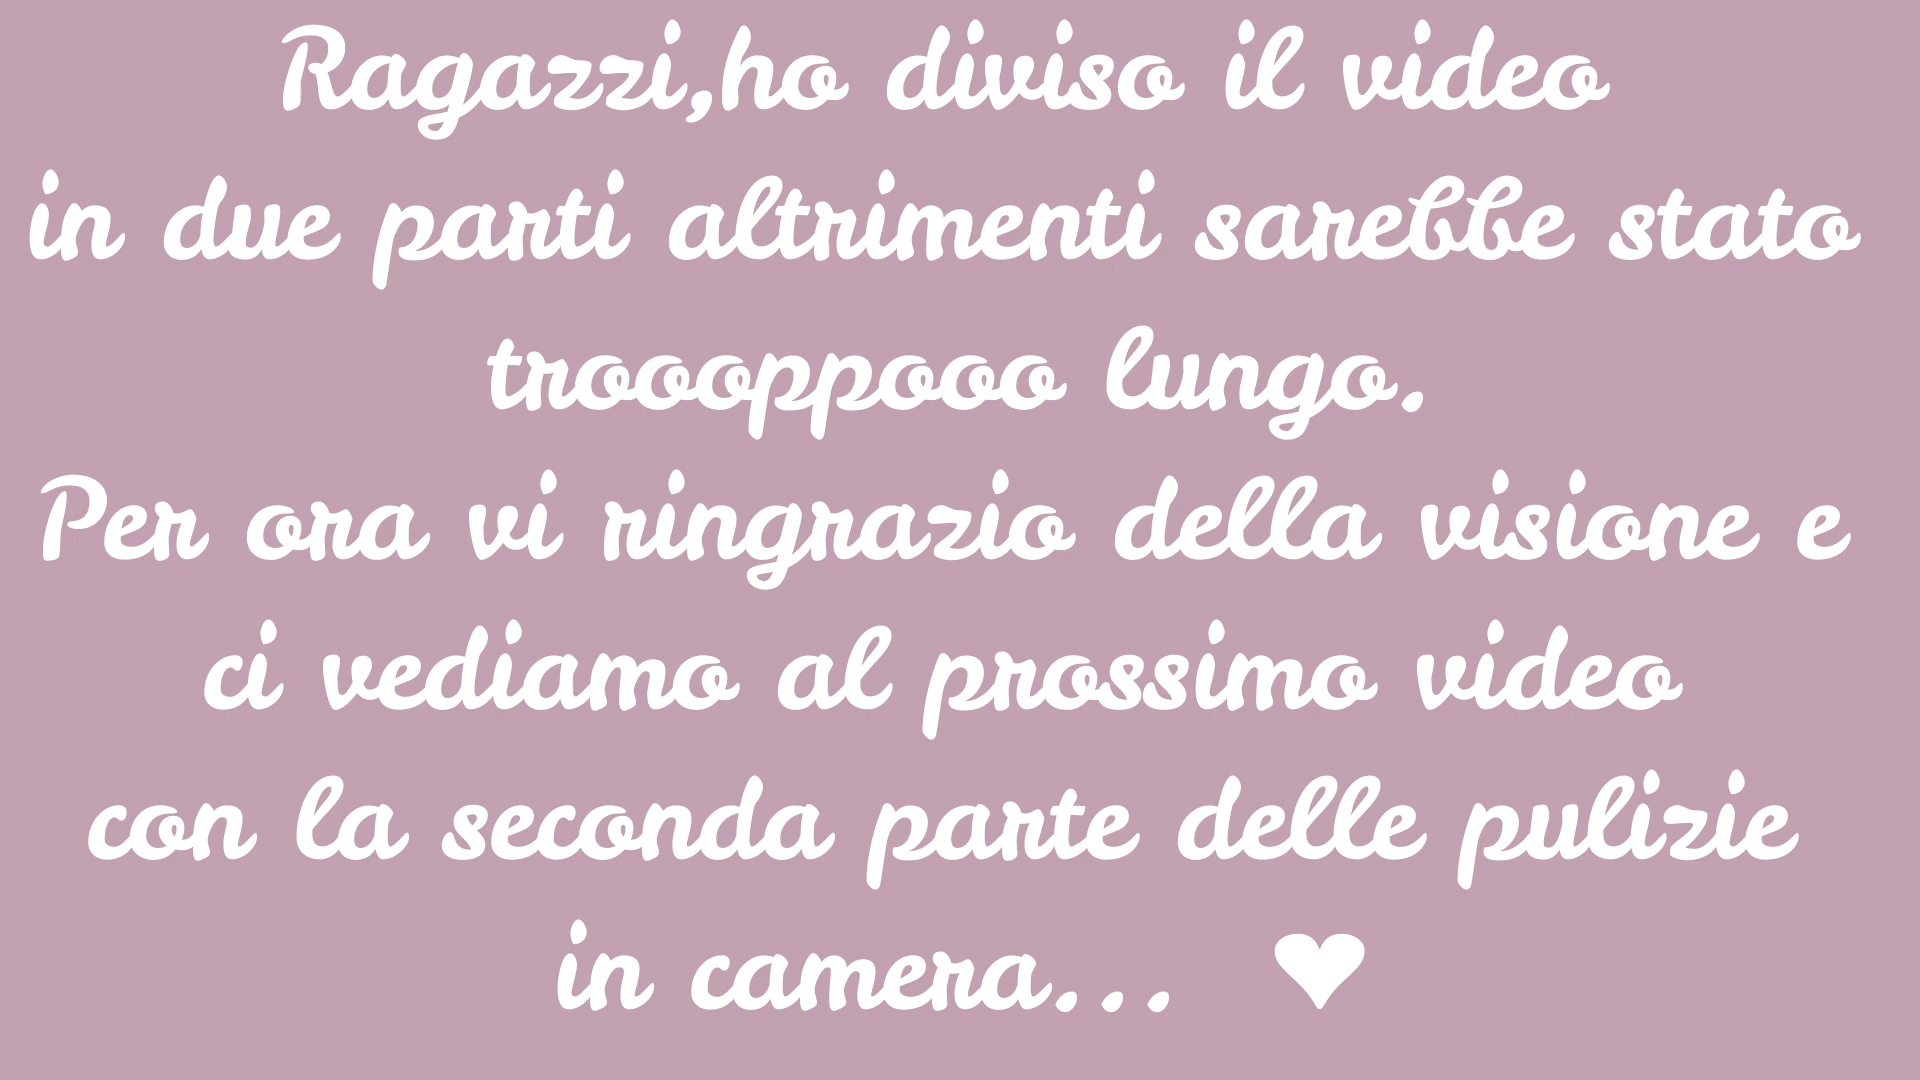 Ragazzi,ho diviso il video
in due parti altrimenti sarebbe stato
troooppooo lungo.
Per ora vi ringrazio della visione e
ci vediamo al prossimo video
con la seconda parte delle pulizie
in camera... ♥